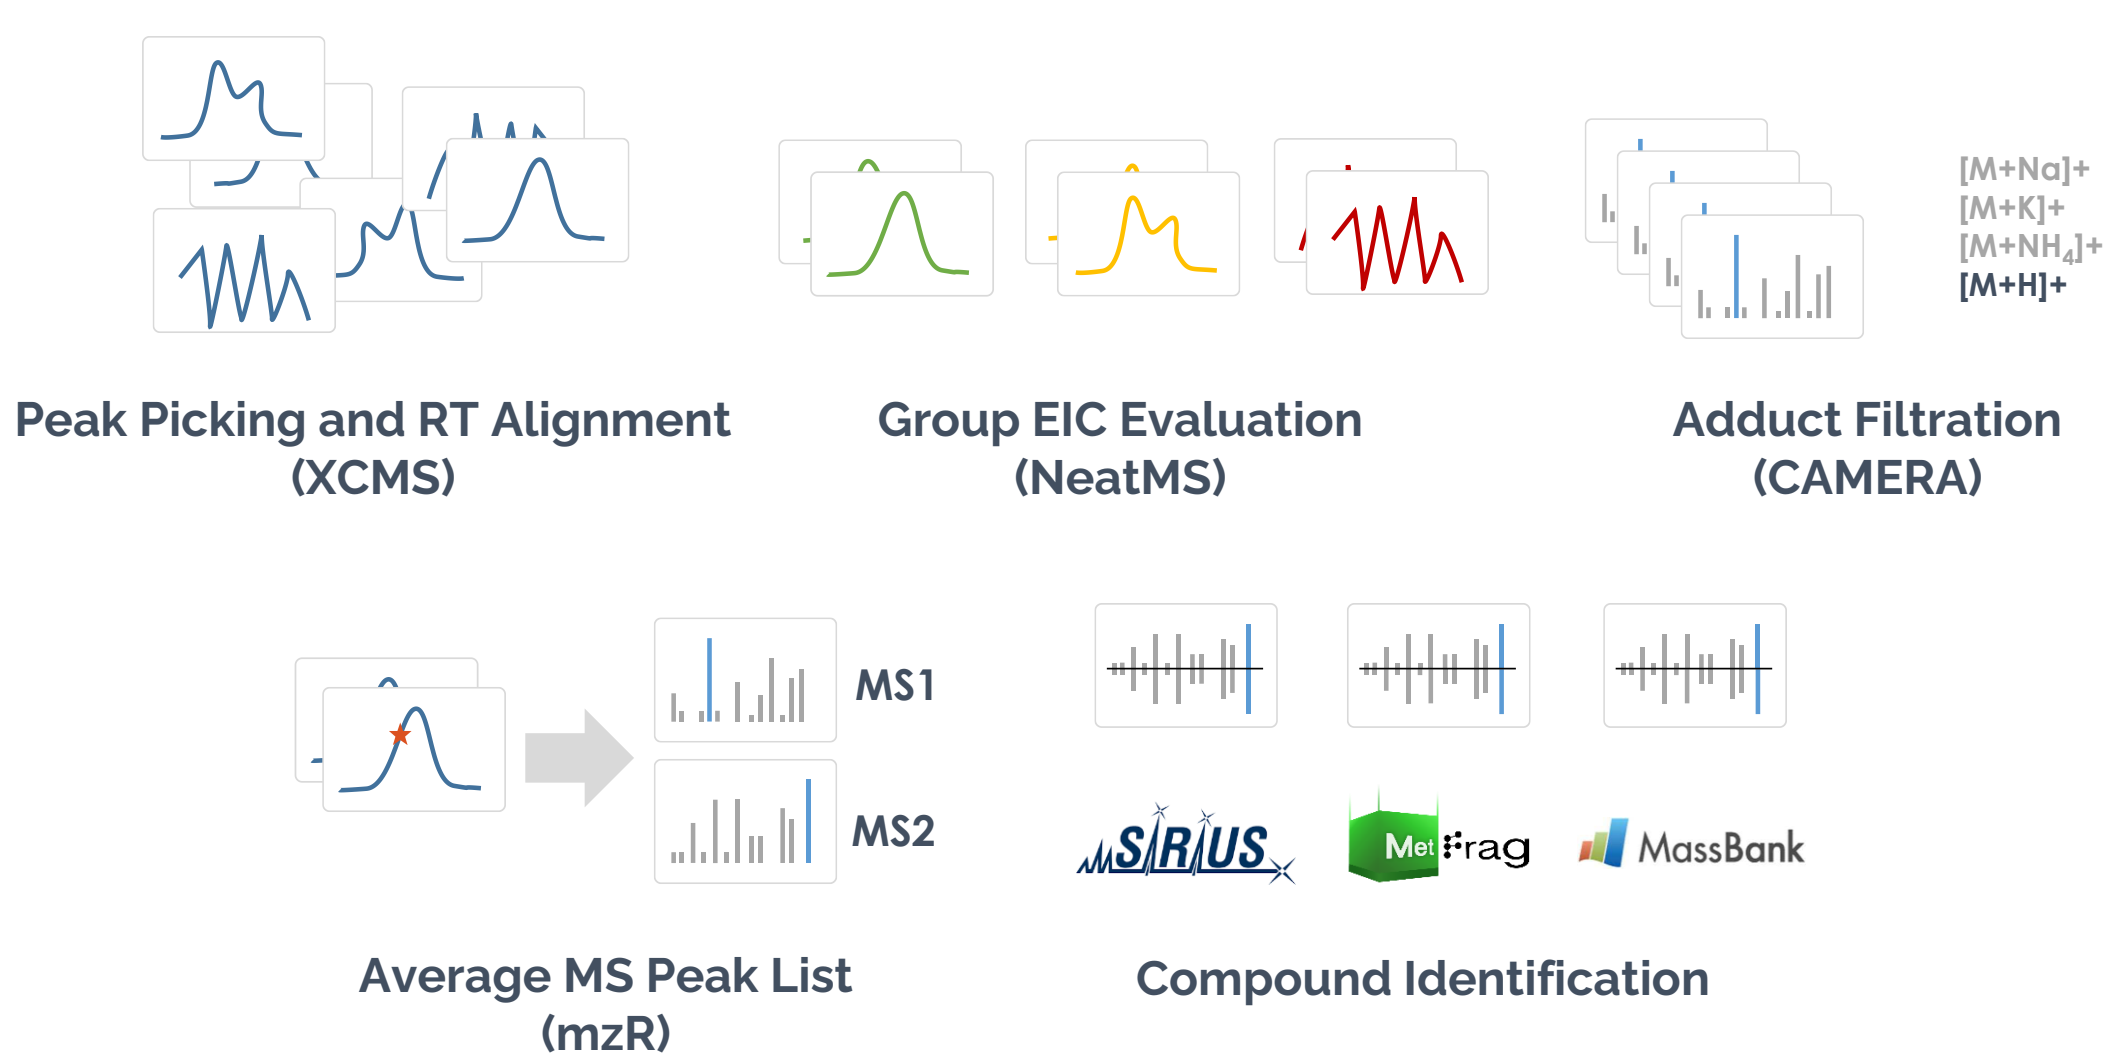 [M+Na]+
[M+K]+
[M+NH₄]+
[M+H]+
Peak Picking and RT Alignment
(XCMS)
Group EIC Evaluation
(NeatMS)
Adduct Filtration
(CAMERA)
MS1
MS2
SIRIUS
MetFrag
MassBank
Average MS Peak List
(mzR)
Compound Identification